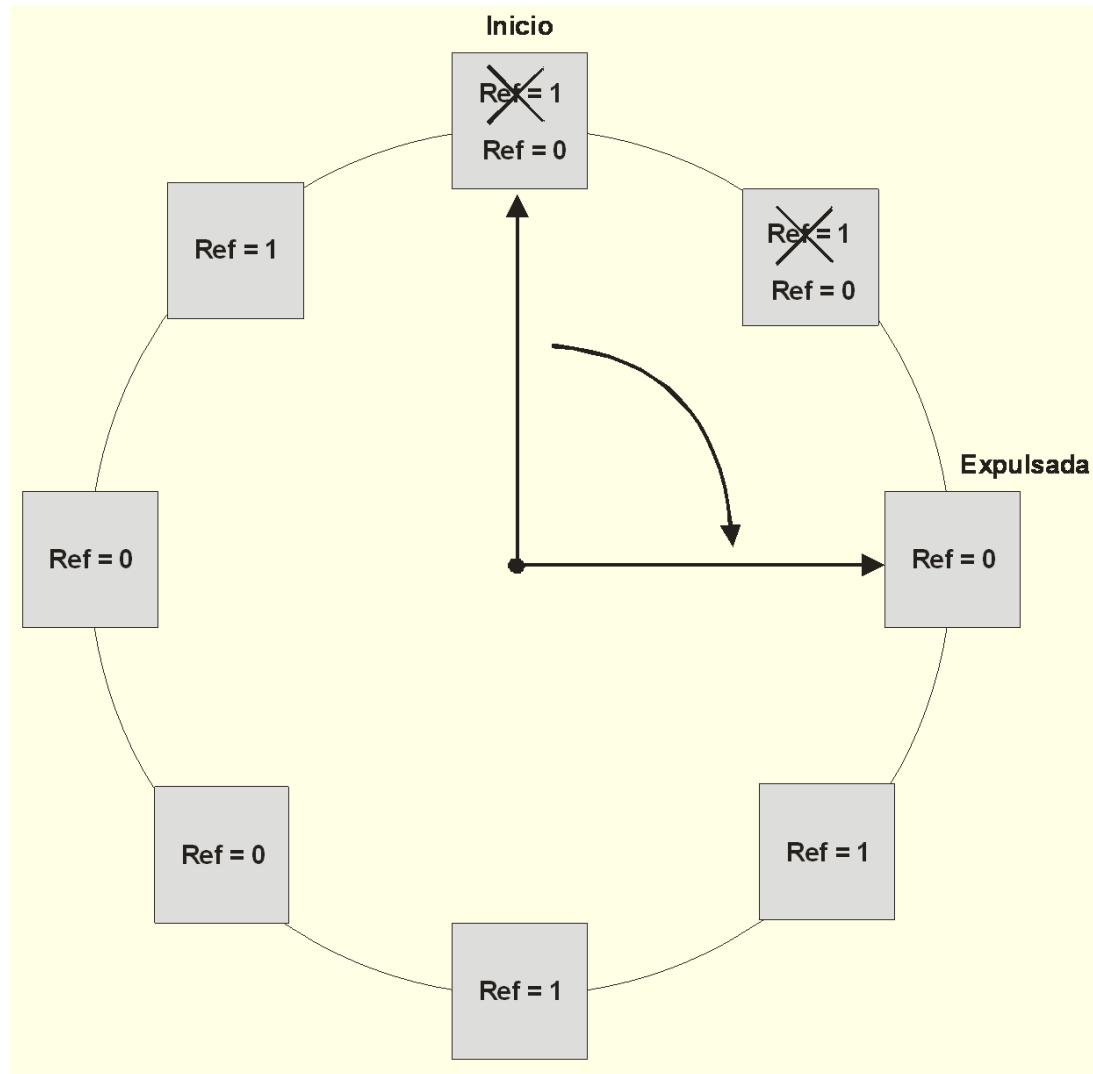 Inicio
Ref = 1
Ref = 0
Ref = 1
Ref = 1
Ref = 0
Expulsada
Ref = 0
Ref = 0
Ref = 0
Ref = 1
Ref = 1